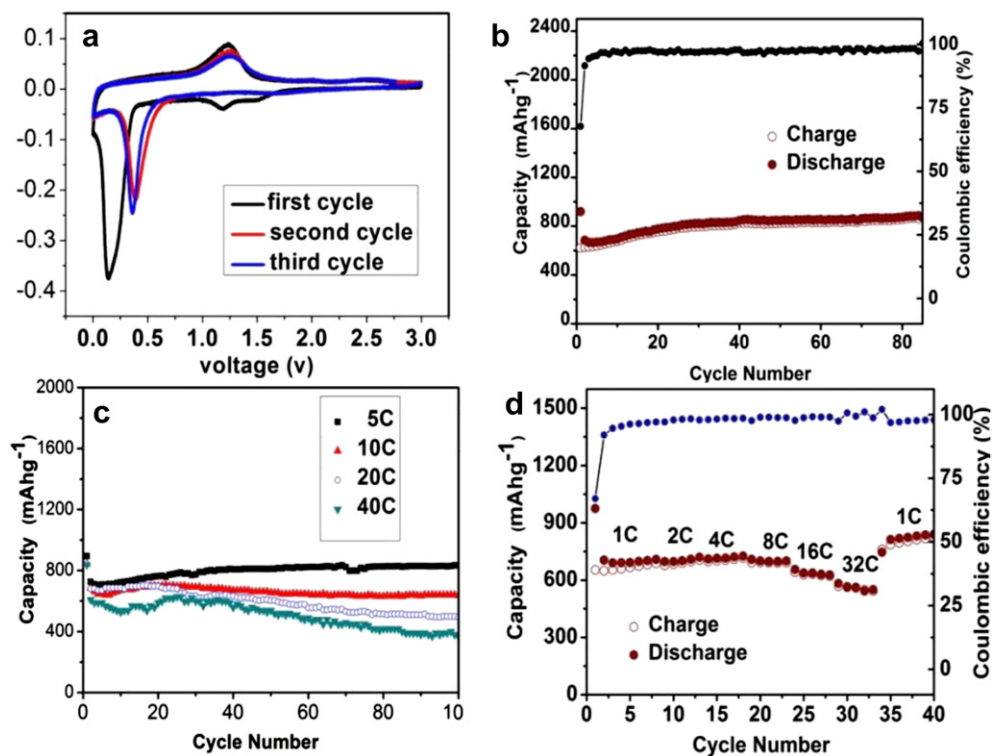 a
0.1
0.0
-0.1
-0.2
-0.3
-0.4
first cycle
second cycle
third cycle
0.0 0.5 1.0 1.5 2.0 2.5 3.0
voltage (v)
b
Capacity (mAhg-1)
2400
2000
1600
1200
800
400
0
Charge
Discharge
100
75
50
25
0
Coulombic efficiency (%)
0 20 40 60 80
Cycle Number
c
Capacity (mAhg-1)
2000
1600
1200
800
400
0
5C
10C
20C
40C
0 20 40 60 80 10
Cycle Number
d
Capacity (mAhg-1)
1500
1200
900
600
300
0
1C 2C 4C 8C 16C 32C 1C
Charge
Discharge
100
75
50
25
0
Coulombic efficiency (%)
0 5 10 15 20 25 30 35 40
Cycle Number